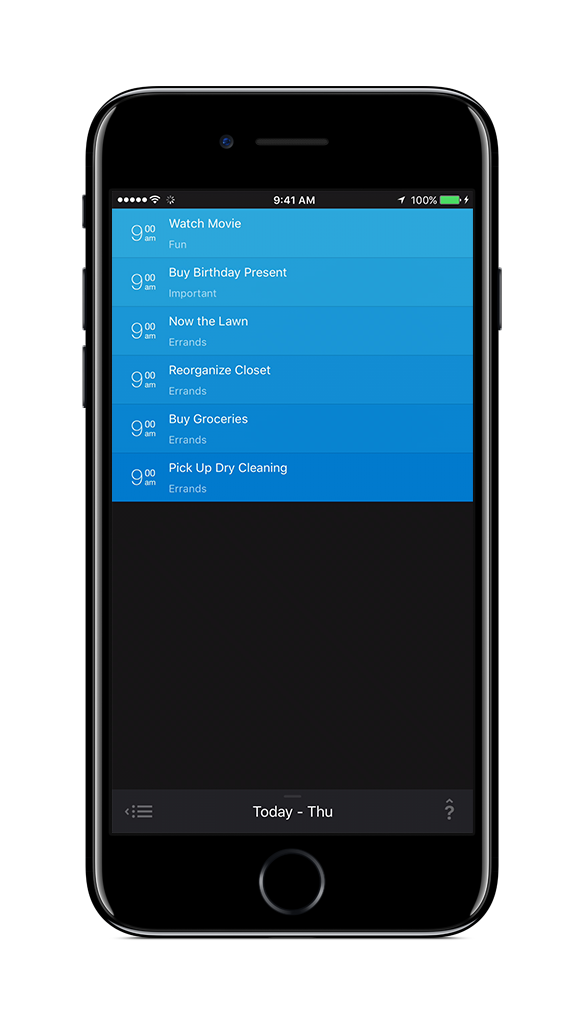 9:41 AM
100%
9 00 am
Watch Movie
Fun
9 00 am
Buy Birthday Present
Important
9 00 am
Now the Lawn
Errands
9 00 am
Reorganize Closet
Errands
9 00 am
Buy Groceries
Errands
9 00 am
Pick Up Dry Cleaning
Errands
Today - Thu
?